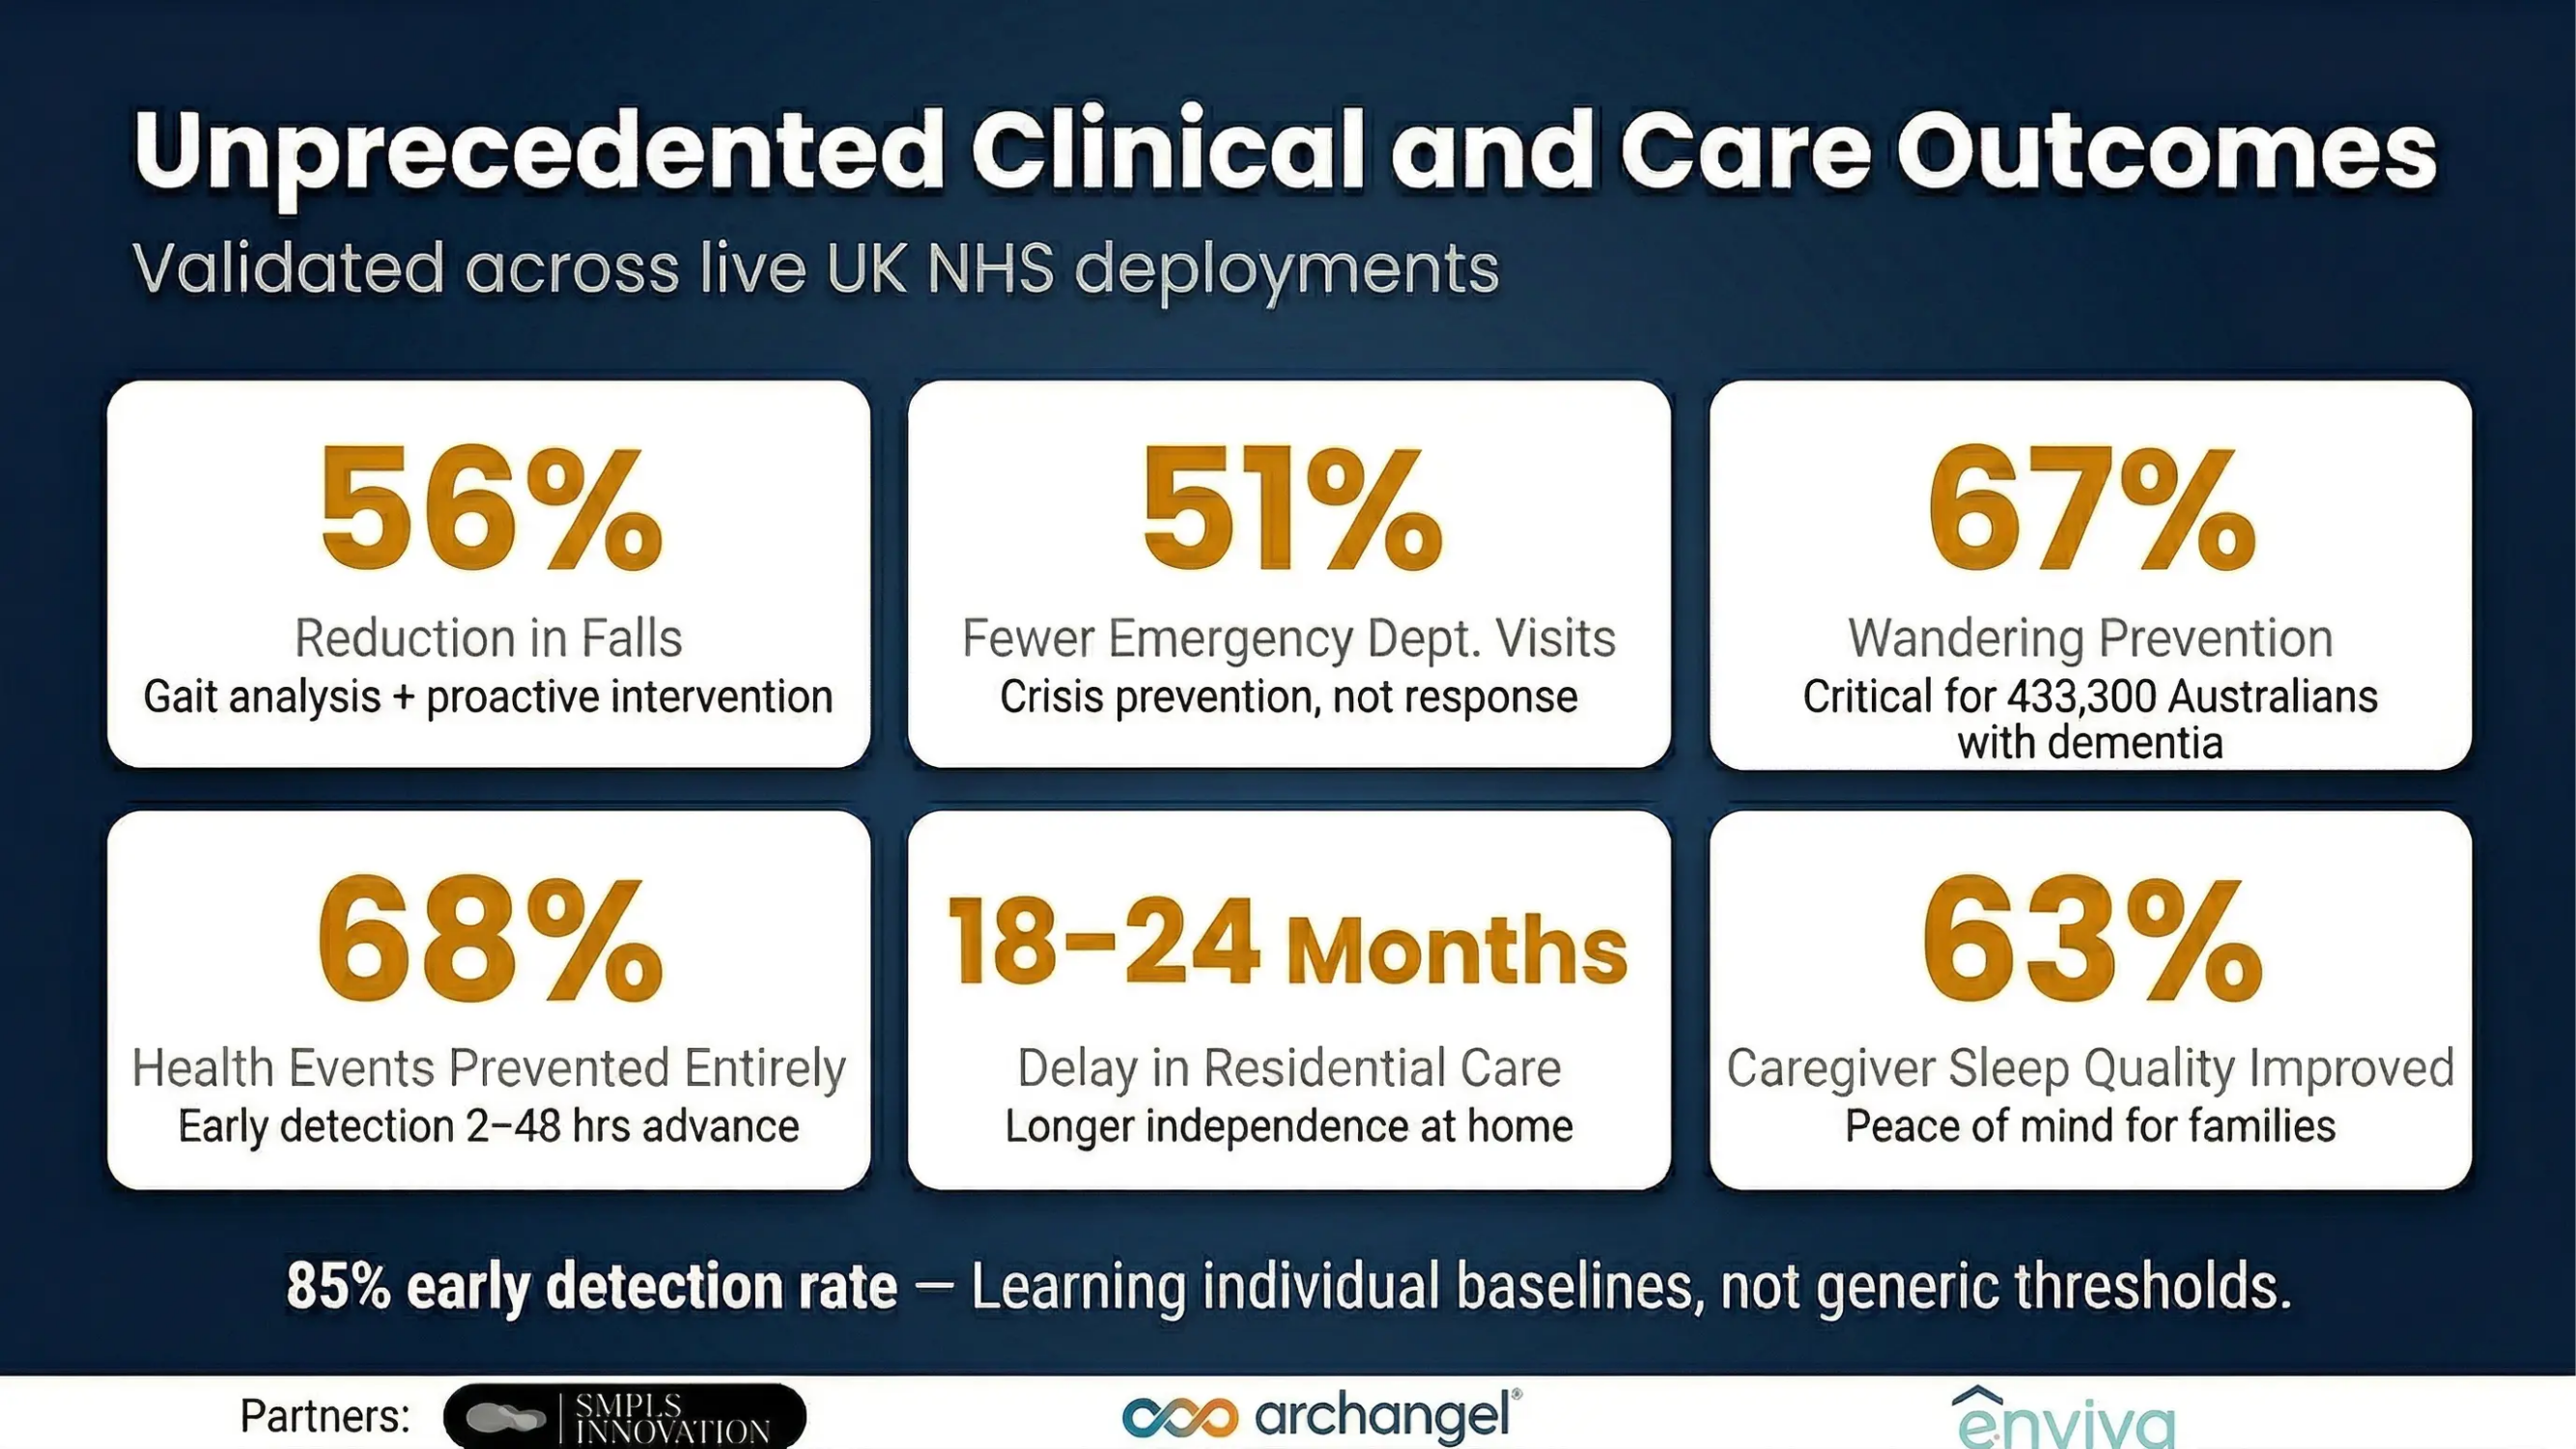 Unprecedented Clinical and Care Outcomes
Validated across live UK NHS deployments
56%
Reduction in Falls
Gait analysis + proactive intervention
51%
Fewer Emergency Dept. Visits
Crisis prevention, not response
67%
Wandering Prevention
Critical for 433,300 Australians
with dementia
68%
Health Events Prevented Entirely
Early detection 2–48 hrs advance
18–24 Months
Delay in Residential Care
Longer independence at home
63%
Caregiver Sleep Quality Improved
Peace of mind for families
85% early detection rate — Learning individual baselines, not generic thresholds.
Partners:
SMPLS
INNOVATION
archangel®
enviva